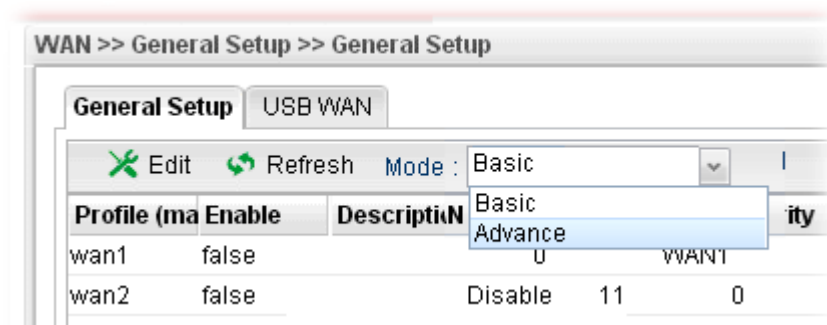 WAN >> General Setup >> General Setup
General Setup USB WAN
Edit Refresh Mode : Basic
Basic
Advance
Profile (ma Enable Descripti N ity
wan1 false 0 WAN1
wan2 false Disable 11 0